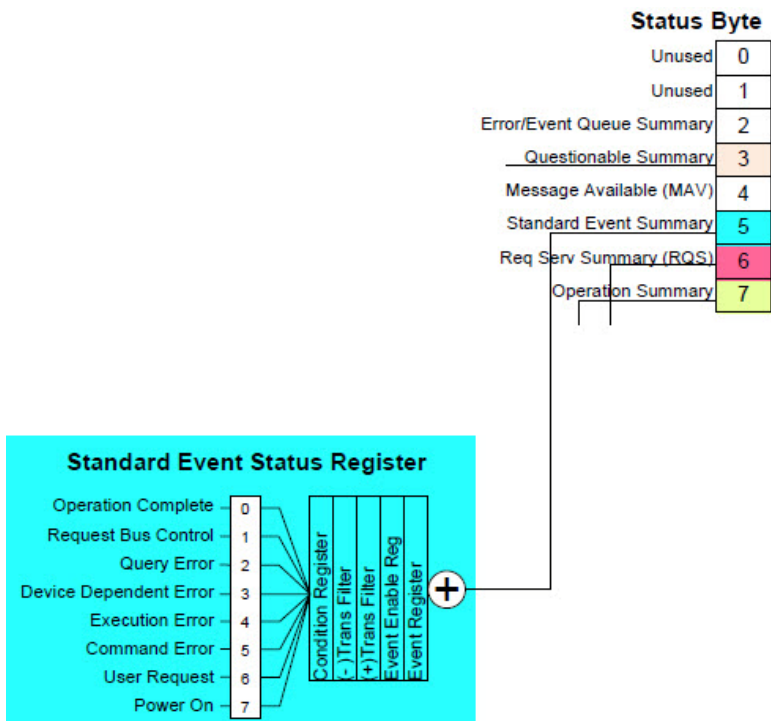 Status Byte
Unused 0
Unused 1
Error/Event Queue Summary 2
Questionable Summary 3
Message Available (MAV) 4
Standard Event Summary 5
Req Serv Summary (RQS) 6
Operation Summary 7
Standard Event Status Register
Operation Complete 0
Request Bus Control 1
Query Error 2
Device Dependent Error 3
Execution Error 4
Command Error 5
User Request 6
Power On 7
Condition Register
(-)Trans Filter
(+)Trans Filter
Event Enable Reg
Event Register
+